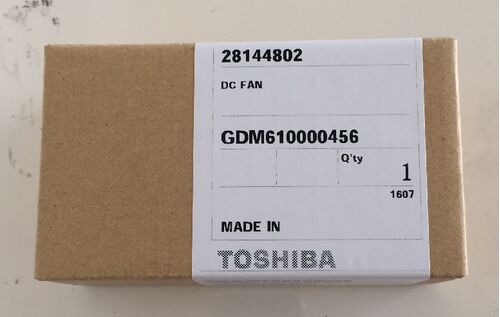 28144802
DC FAN
GDM610000456
Q'ty
1
1607
MADE IN
TOSHIBA